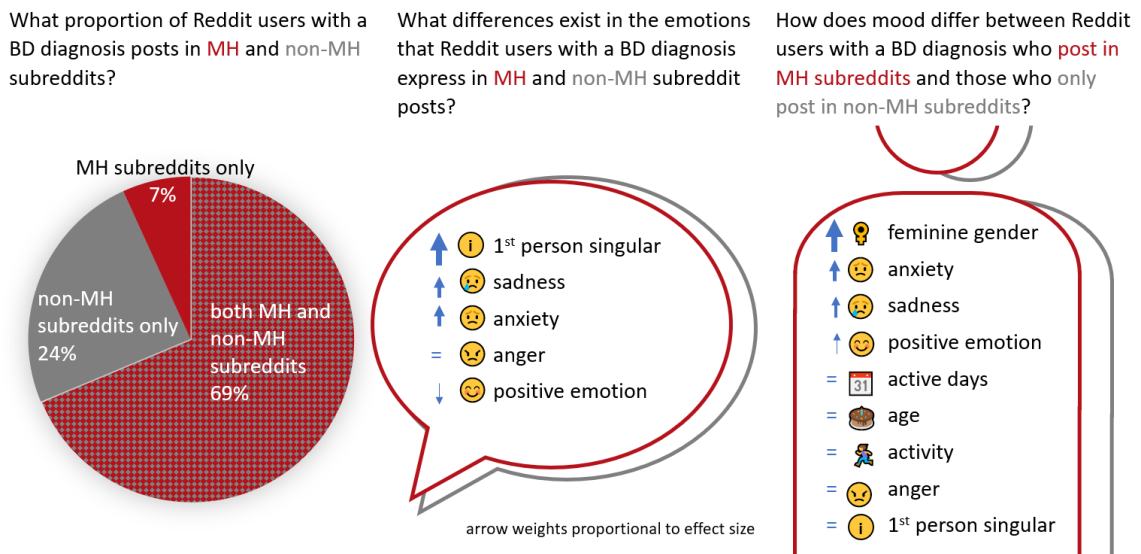 What proportion of Reddit users with a
BD diagnosis posts in MH and non-MH
subreddits?
MH subreddits only
7%
non-MH
subreddits only
24%
both MH and
non-MH
subreddits
69%
What differences exist in the emotions
that Reddit users with a BD diagnosis
express in MH and non-MH subreddit
posts?
i 1st person singular
sadness
anxiety
= anger
positive emotion
arrow weights proportional to effect size
How does mood differ between Reddit
users with a BD diagnosis who post in
MH subreddits and those who only
post in non-MH subreddits?
feminine gender
anxiety
sadness
positive emotion
= 31 active days
= age
= activity
= anger
= i 1st person singular